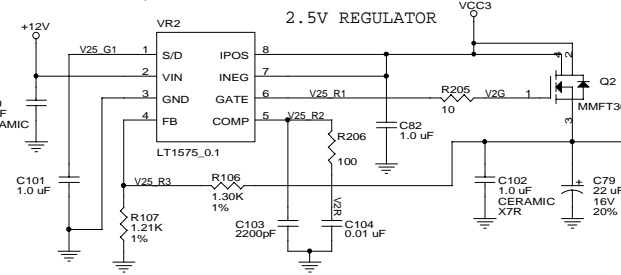 2.5V REGULATOR
VCC3
+12V
VR2
V25_G1
1 S/D IPOS 8
2 VIN INEG 7
3 GND GATE 6
4 FB COMP 5
LT1575_0.1
V25_R1
R205
10
V2G
1
4
2
3
Q2
V25_R2
R206
100
C82
1.0 uF
C101
1.0 uF
V25_R3
R106
1.30K
1%
R107
1.21K
1%
C103
2200pF
V2R
C104
0.01 uF
C102
1.0 uF
CERAMIC
X7R
+
C79
22 uF
16V
20%